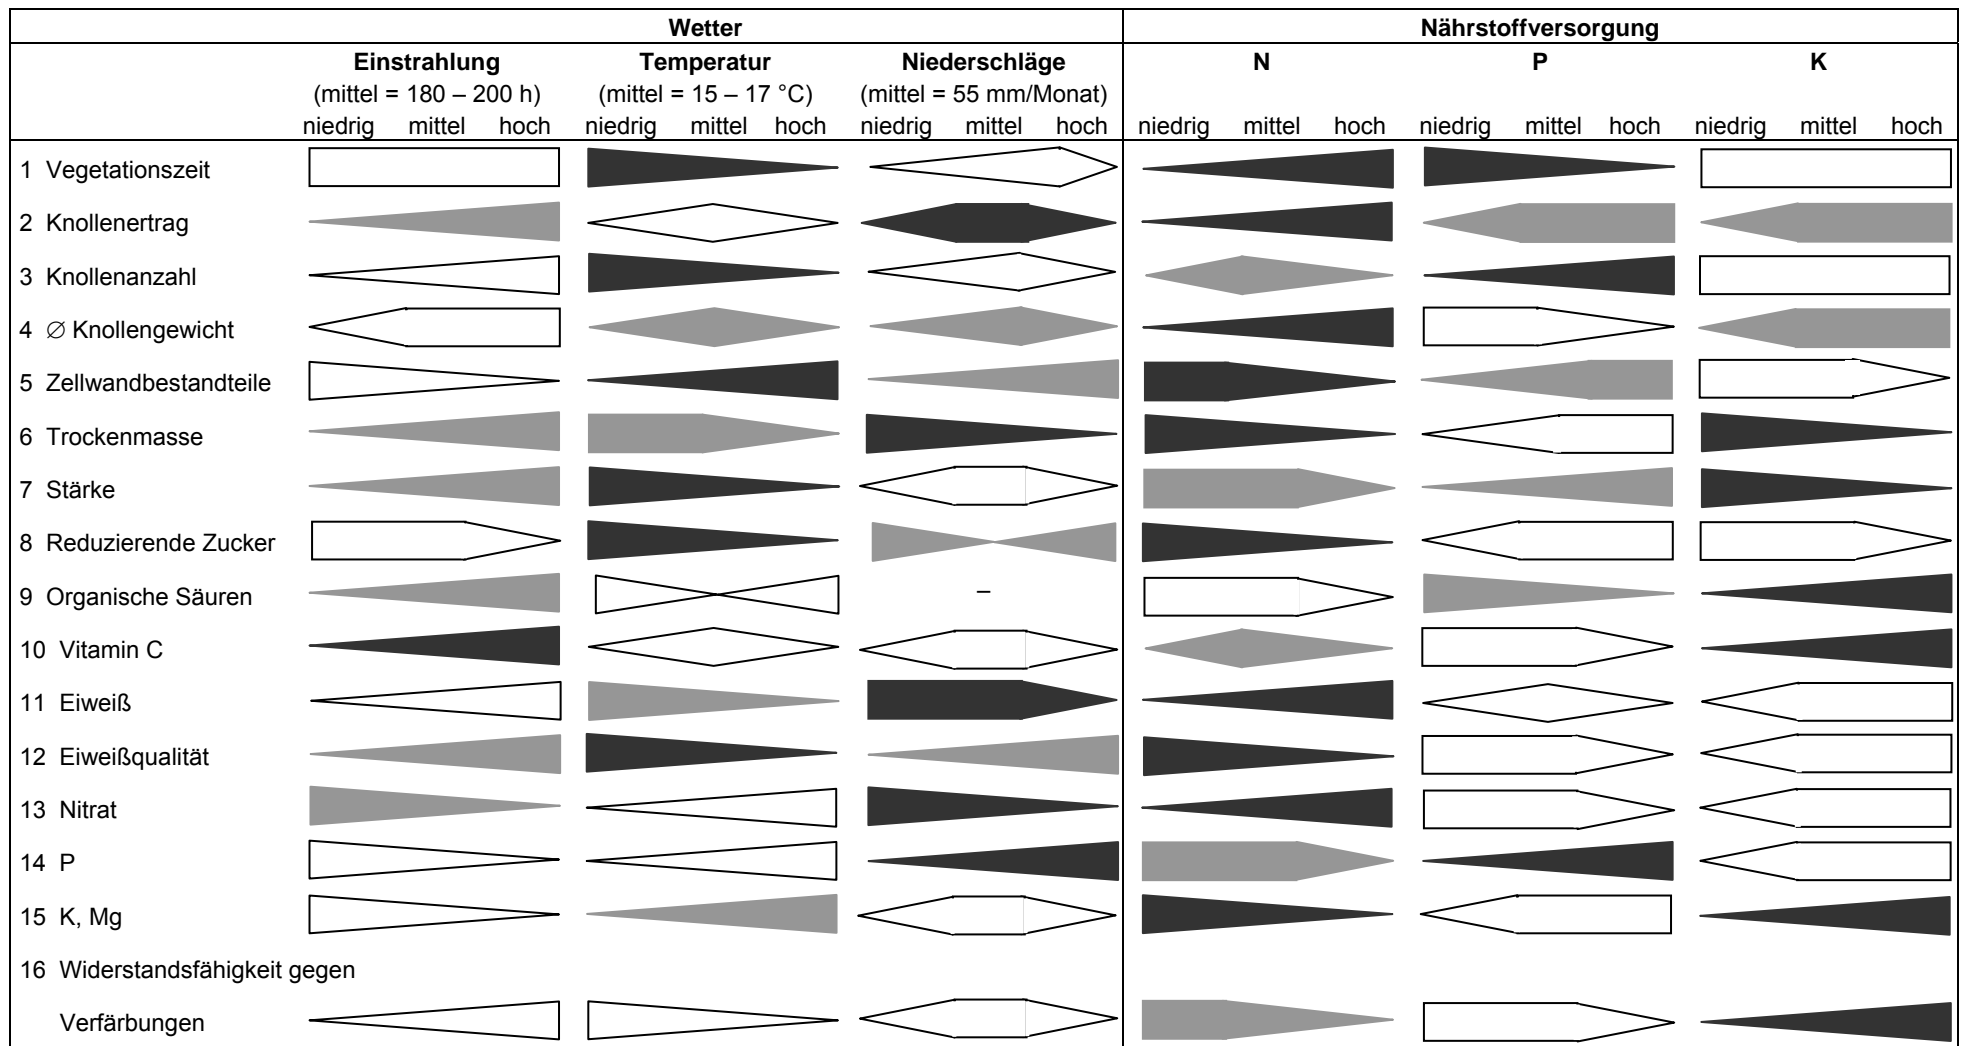 Wetter Nährstoffversorgung
Einstrahlung Temperatur Niederschläge N P K
(mittel = 180 – 200 h) (mittel = 15 – 17 °C) (mittel = 55 mm/Monat)
niedrig mittel hoch niedrig mittel hoch niedrig mittel hoch niedrig mittel hoch niedrig mittel hoch niedrig mittel hoch
1 Vegetationszeit
2 Knollenertrag
3 Knollenanzahl
4 ∅ Knollengewicht
5 Zellwandbestandteile
6 Trockenmasse
7 Stärke
8 Reduzierende Zucker
9 Organische Säuren –
10 Vitamin C
11 Eiweiß
12 Eiweißqualität
13 Nitrat
14 P
15 K, Mg
16 Widerstandsfähigkeit gegen
Verfärbungen